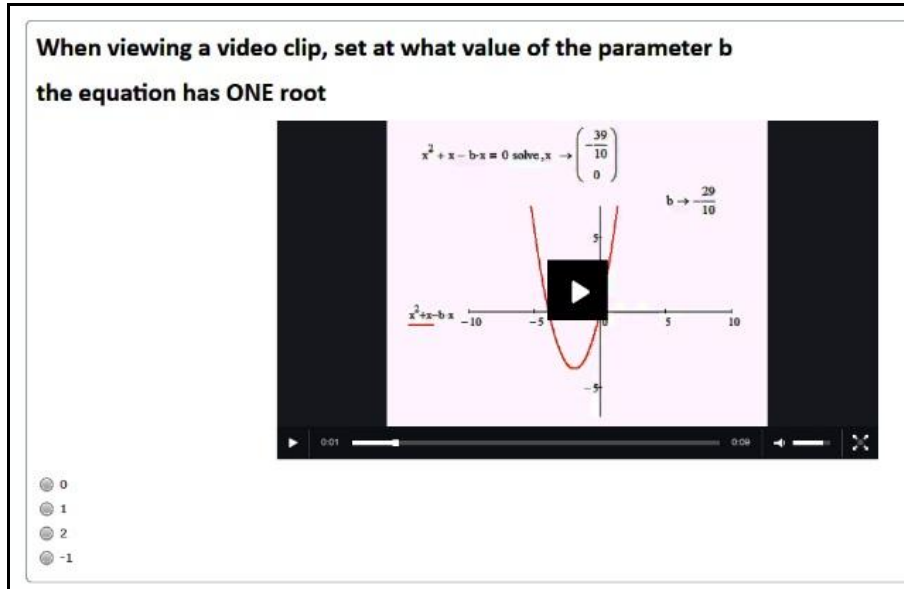 When viewing a video clip, set at what value of the parameter b
the equation has ONE root
x² + x − b·x = 0 solve,x → (−39/10 0)
b → −29/10
5
x²+x−b·x
−10 −5 0 5 10
−5
0:01 0:09
0
1
2
-1